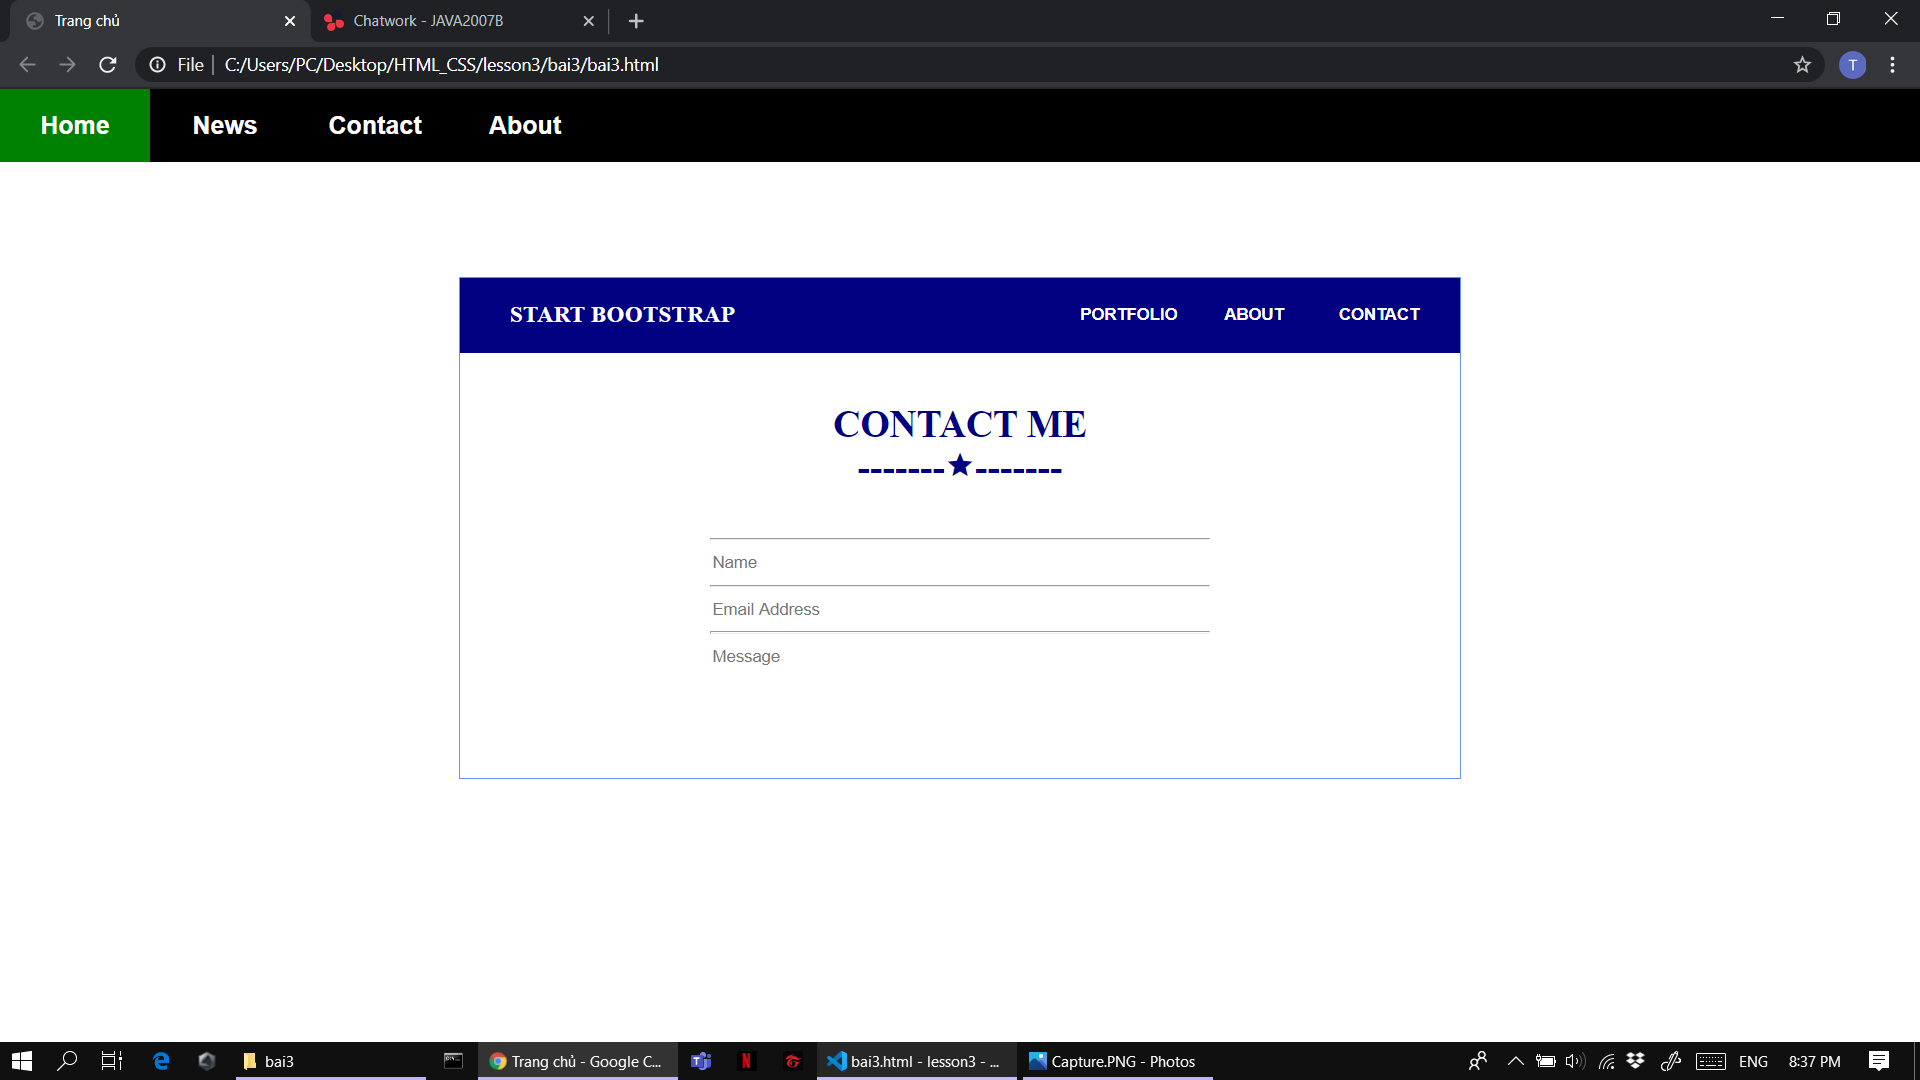 Trang chủ
Chatwork - JAVA2007B
File
C:/Users/PC/Desktop/HTML_CSS/lesson3/bai3/bai3.html
T
Home
News
Contact
About
START BOOTSTRAP
PORTFOLIO
ABOUT
CONTACT
CONTACT ME
-------★-------
Name
Email Address
Message
bai3
Trang chủ - Google C...
bai3.html - lesson3 - ...
Capture.PNG - Photos
ENG
8:37 PM